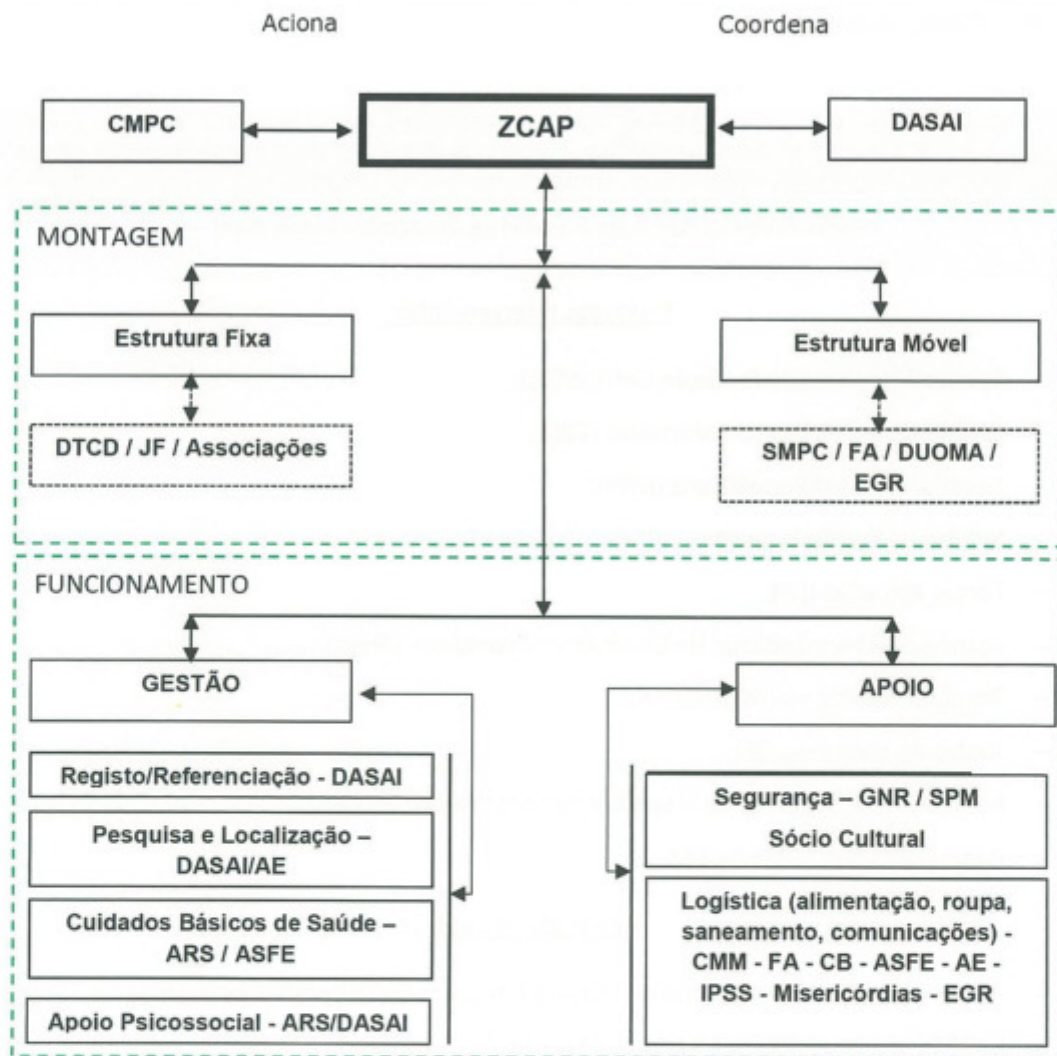 Aciona
Coordena
CMPC
ZCAP
DASAI
MONTAGEM
Estrutura Fixa
Estrutura Móvel
DTCD / JF / Associações
SMPC / FA / DUOMA /
EGR
FUNCIONAMENTO
GESTÃO
APOIO
Registo/Referenciação - DASAI
Pesquisa e Localização –
DASAI/AE
Cuidados Básicos de Saúde –
ARS / ASFE
Apoio Psicossocial - ARS/DASAI
Segurança – GNR / SPM
Sócio Cultural
Logística (alimentação, roupa,
saneamento, comunicações) -
CMM - FA - CB - ASFE - AE -
IPSS - Misericórdias - EGR